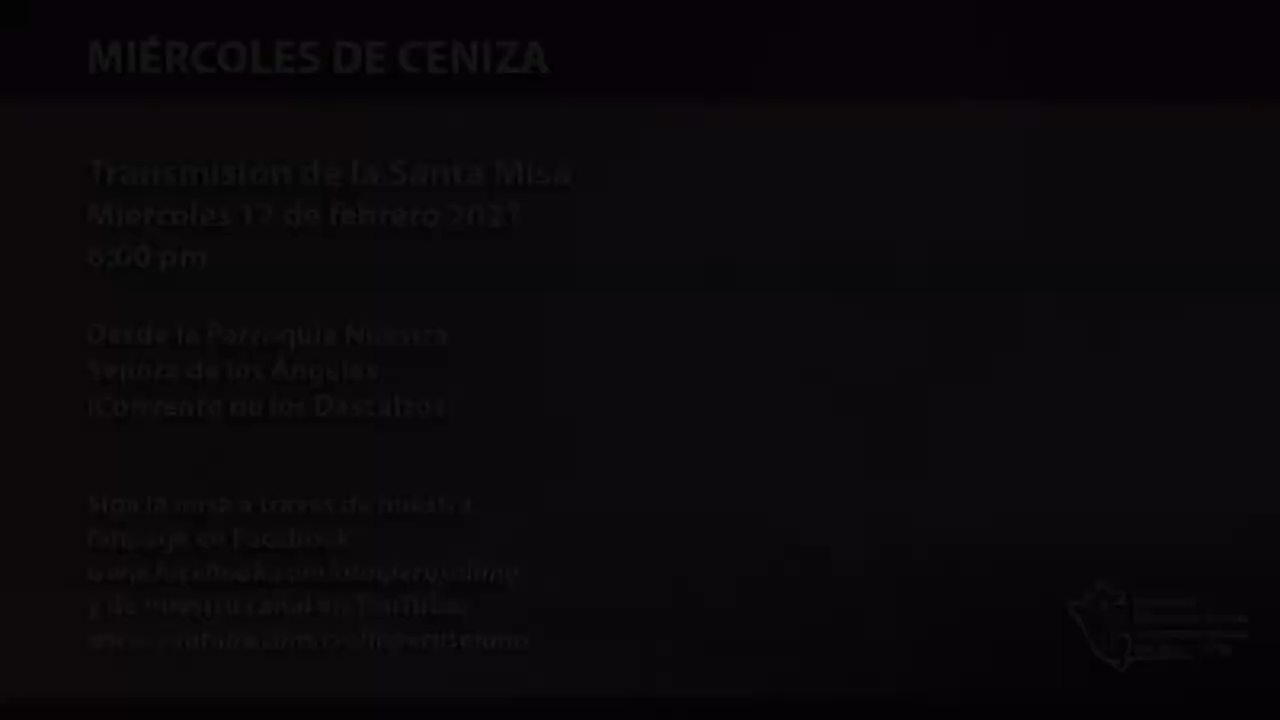 MIÉRCOLES DE CENIZA
Transmisión de la Santa Misa
Miércoles 17 de febrero 2021
6:00 pm
Desde la Parroquia Nuestra
Señora de los Ángeles
(Convento de los Descalzos)
Siga la misa a través de nuestra
fanpage en Facebook
y de nuestro canal en YouTube